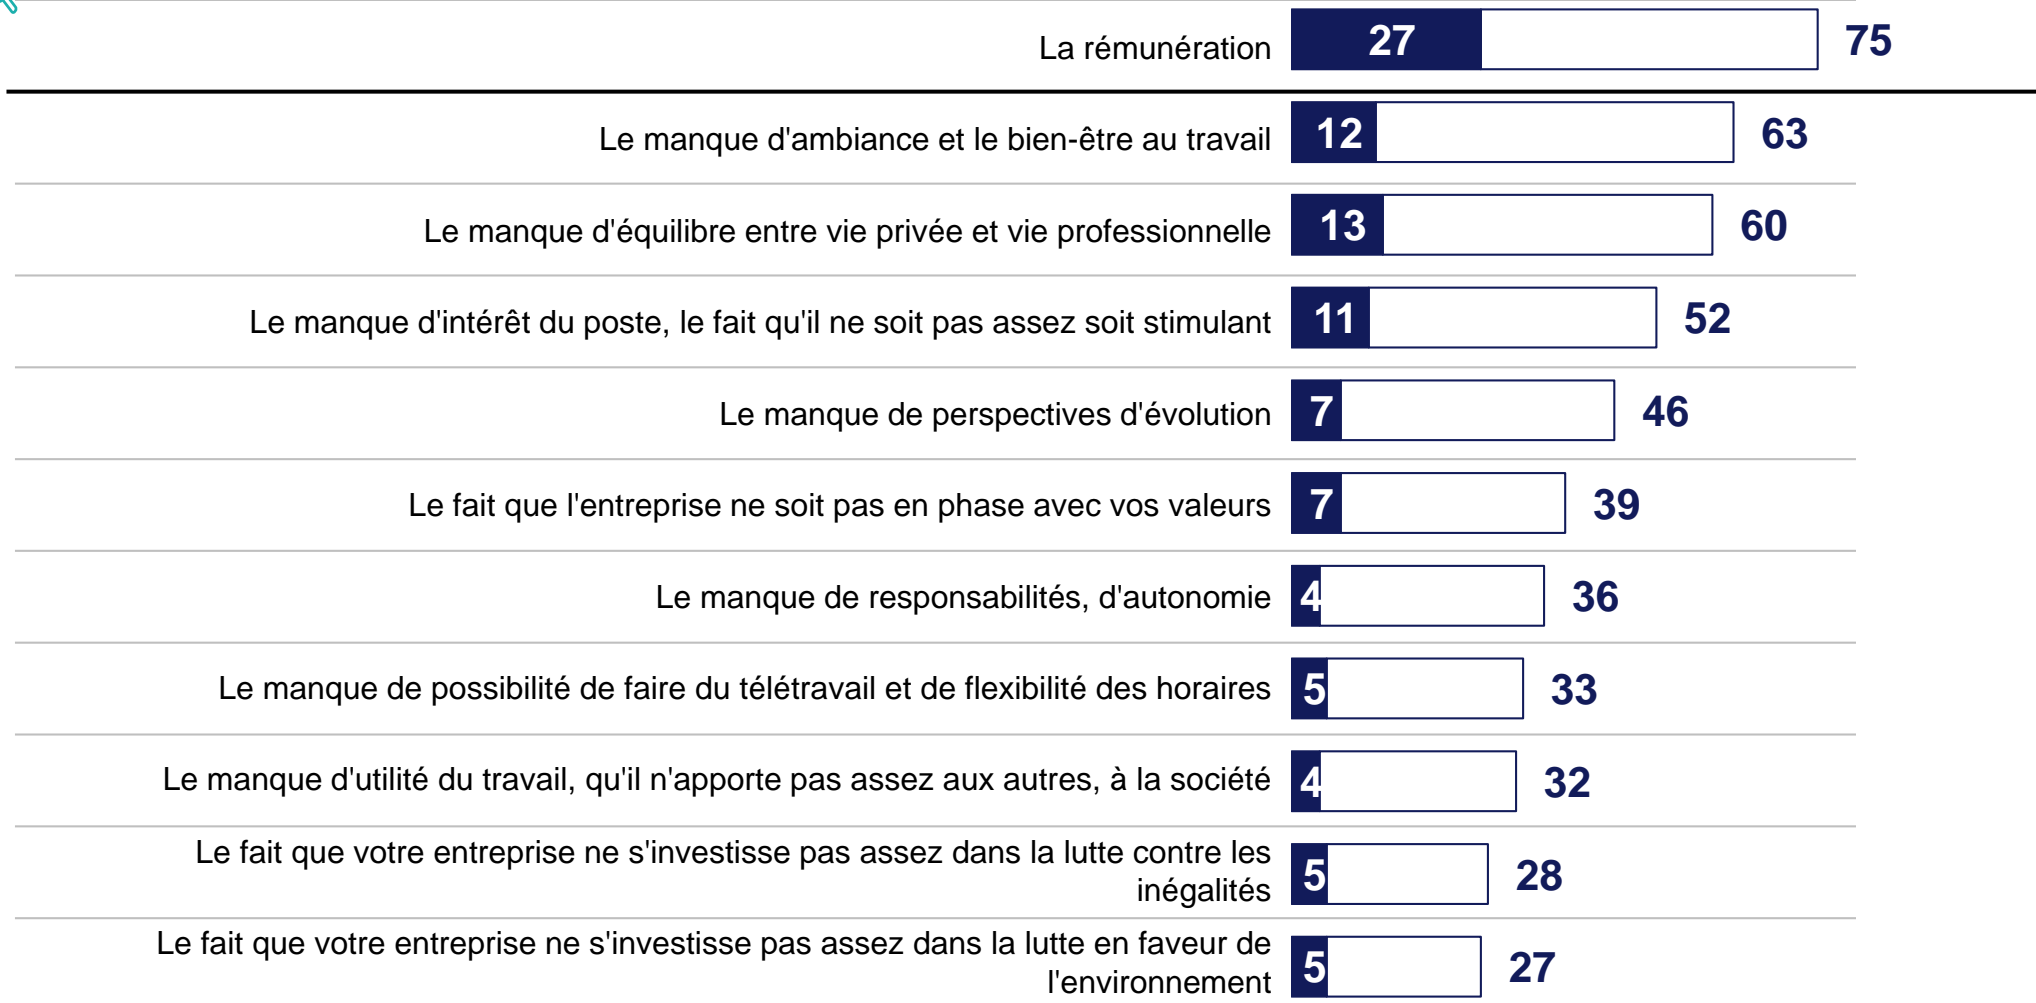 La rémunération 27 75
Le manque d'ambiance et le bien-être au travail 12 63
Le manque d'équilibre entre vie privée et vie professionnelle 13 60
Le manque d'intérêt du poste, le fait qu'il ne soit pas assez soit stimulant 11 52
Le manque de perspectives d'évolution 7 46
Le fait que l'entreprise ne soit pas en phase avec vos valeurs 7 39
Le manque de responsabilités, d'autonomie 4 36
Le manque de possibilité de faire du télétravail et de flexibilité des horaires 5 33
Le manque d'utilité du travail, qu'il n'apporte pas assez aux autres, à la société 4 32
Le fait que votre entreprise ne s'investisse pas assez dans la lutte contre les
inégalités 5 28
Le fait que votre entreprise ne s'investisse pas assez dans la lutte en faveur de
l'environnement 5 27